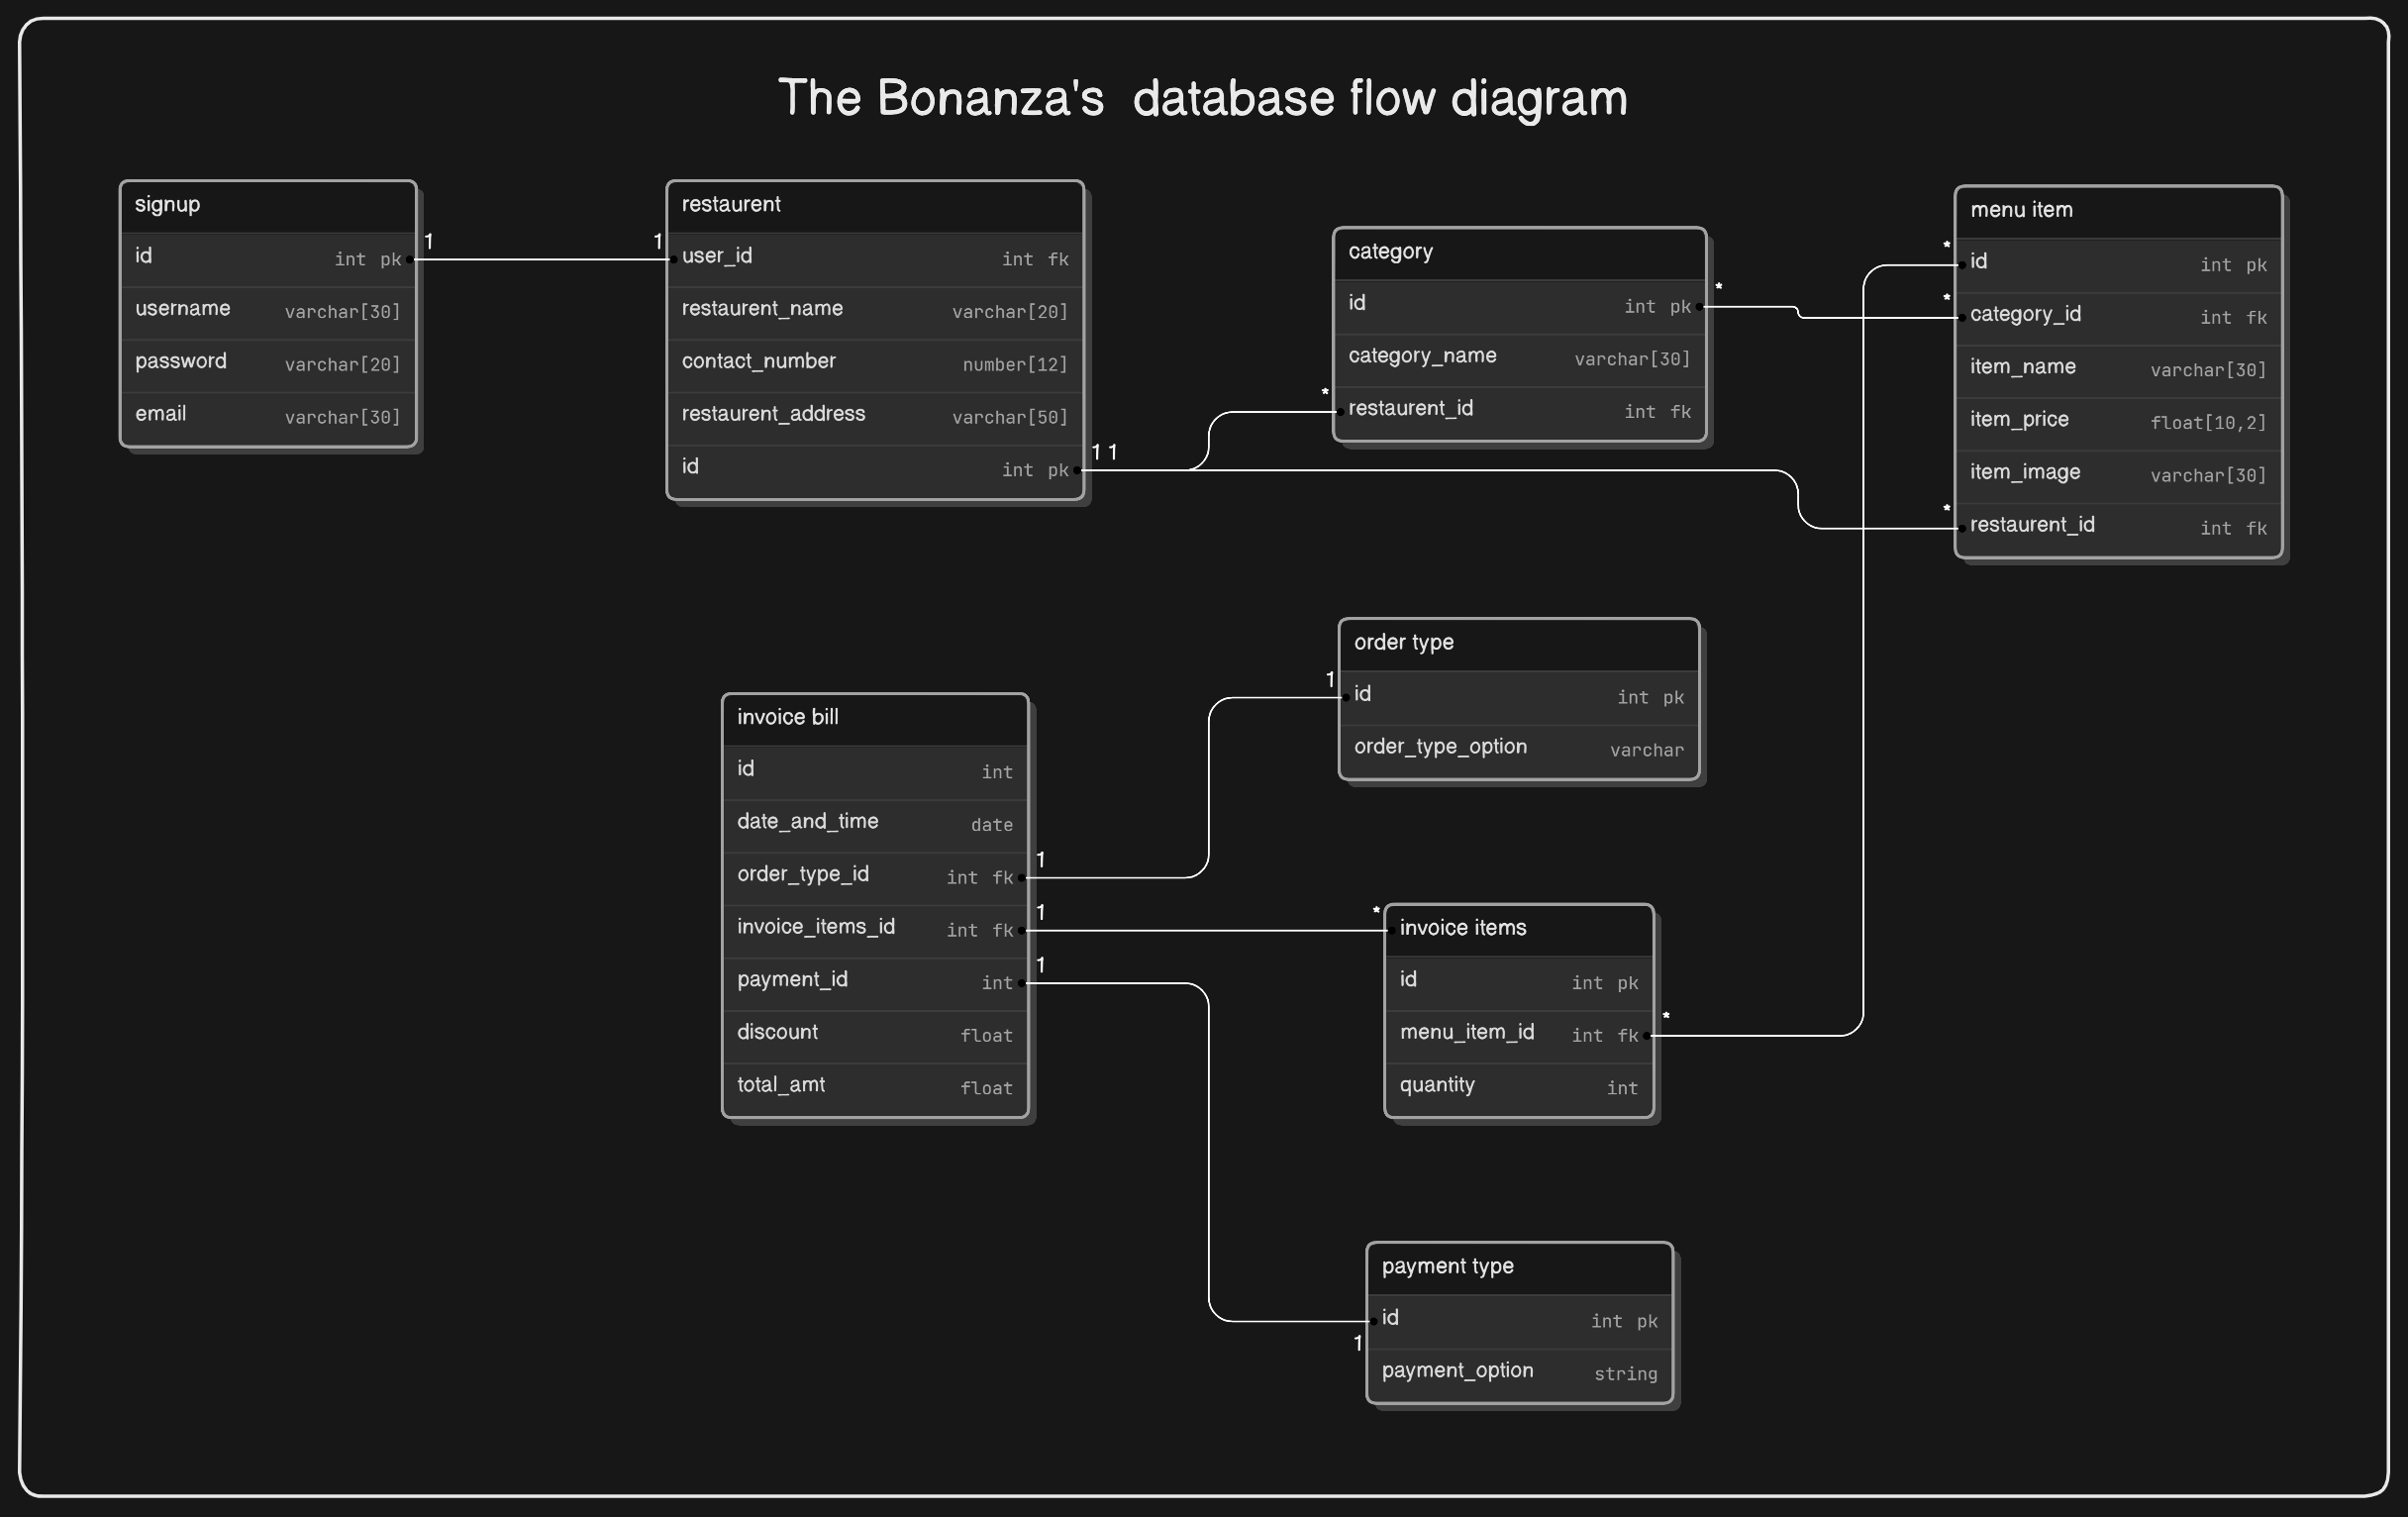 The Bonanza's database flow diagram
signup
id int pk
username varchar[30]
password varchar[20]
email varchar[30]
1
1
restaurent
user_id int fk
restaurent_name varchar[20]
contact_number number[12]
restaurent_address varchar[50]
id int pk
1 1
category
id int pk
category_name varchar[30]
restaurent_id int fk
*
*
menu item
id int pk
category_id int fk
item_name varchar[30]
item_price float[10,2]
item_image varchar[30]
restaurent_id int fk
*
*
*
order type
id int pk
order_type_option varchar
1
invoice bill
id int
date_and_time date
order_type_id int fk
invoice_items_id int fk
payment_id int
discount float
total_amt float
1
1
1
*
invoice items
id int pk
menu_item_id int fk
quantity int
*
payment type
id int pk
payment_option string
1